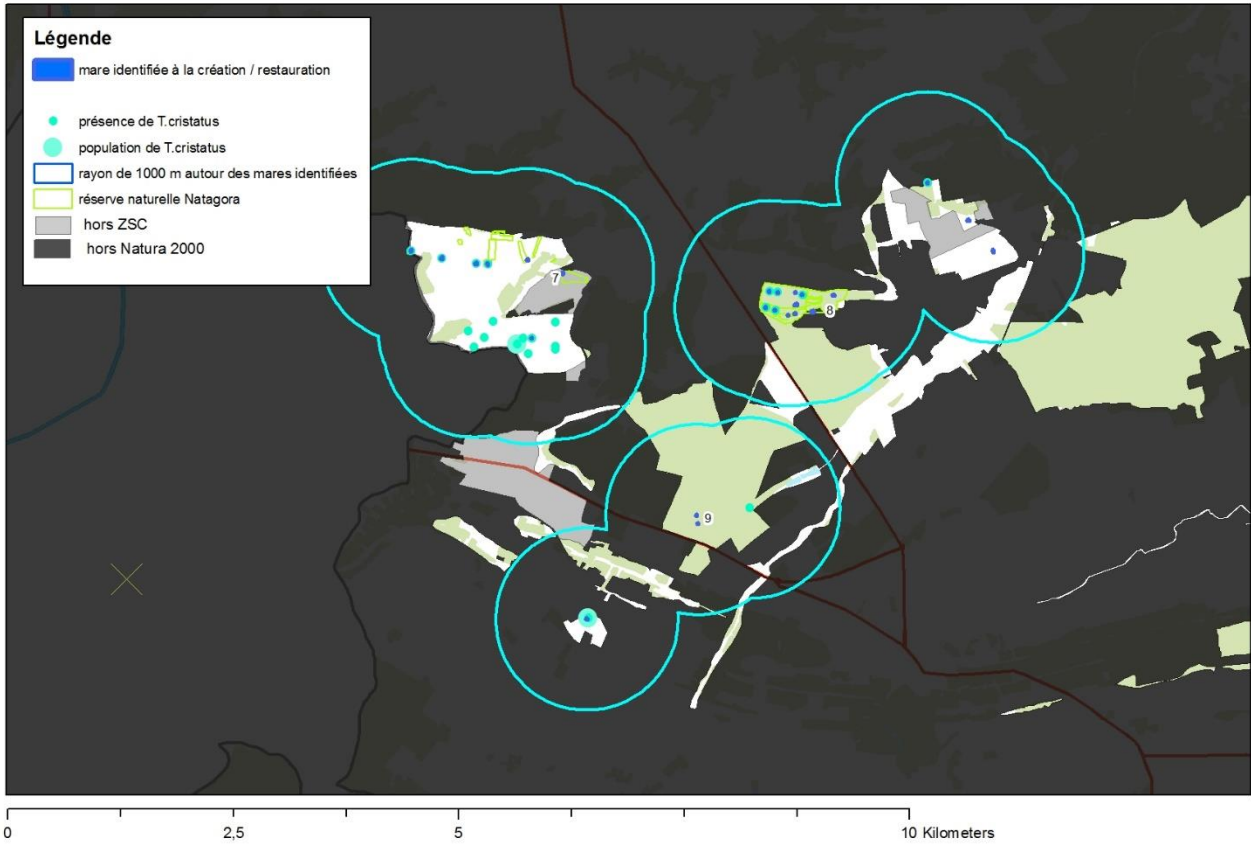 Légende
mare identifiée à la création / restauration
présence de T.cristatus
population de T.cristatus
rayon de 1000 m autour des mares identifiées
réserve naturelle Natagora
hors ZSC
hors Natura 2000
7
8
9
0 2,5 5 10 Kilometers